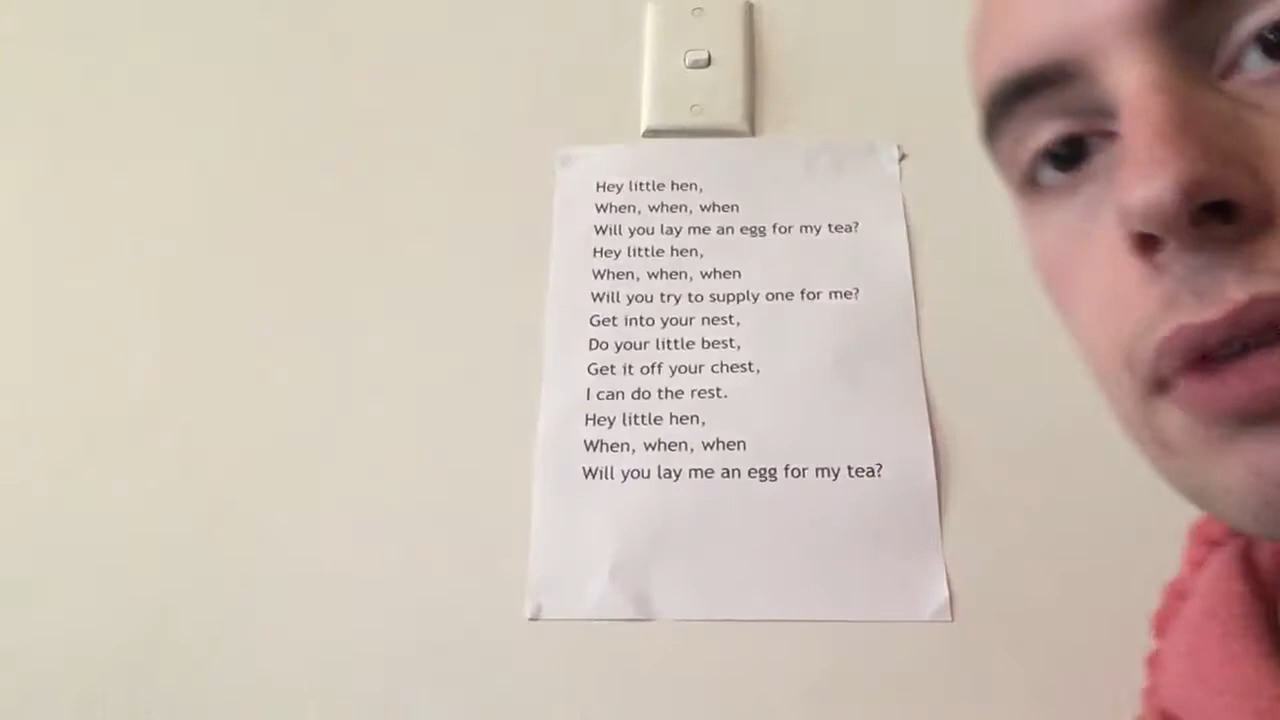 Hey little hen,
When, when, when
Will you lay me an egg for my tea?
Hey little hen,
When, when, when
Will you try to supply one for me?
Get into your nest,
Do your little best,
Get it off your chest,
I can do the rest.
Hey little hen,
When, when, when
Will you lay me an egg for my tea?